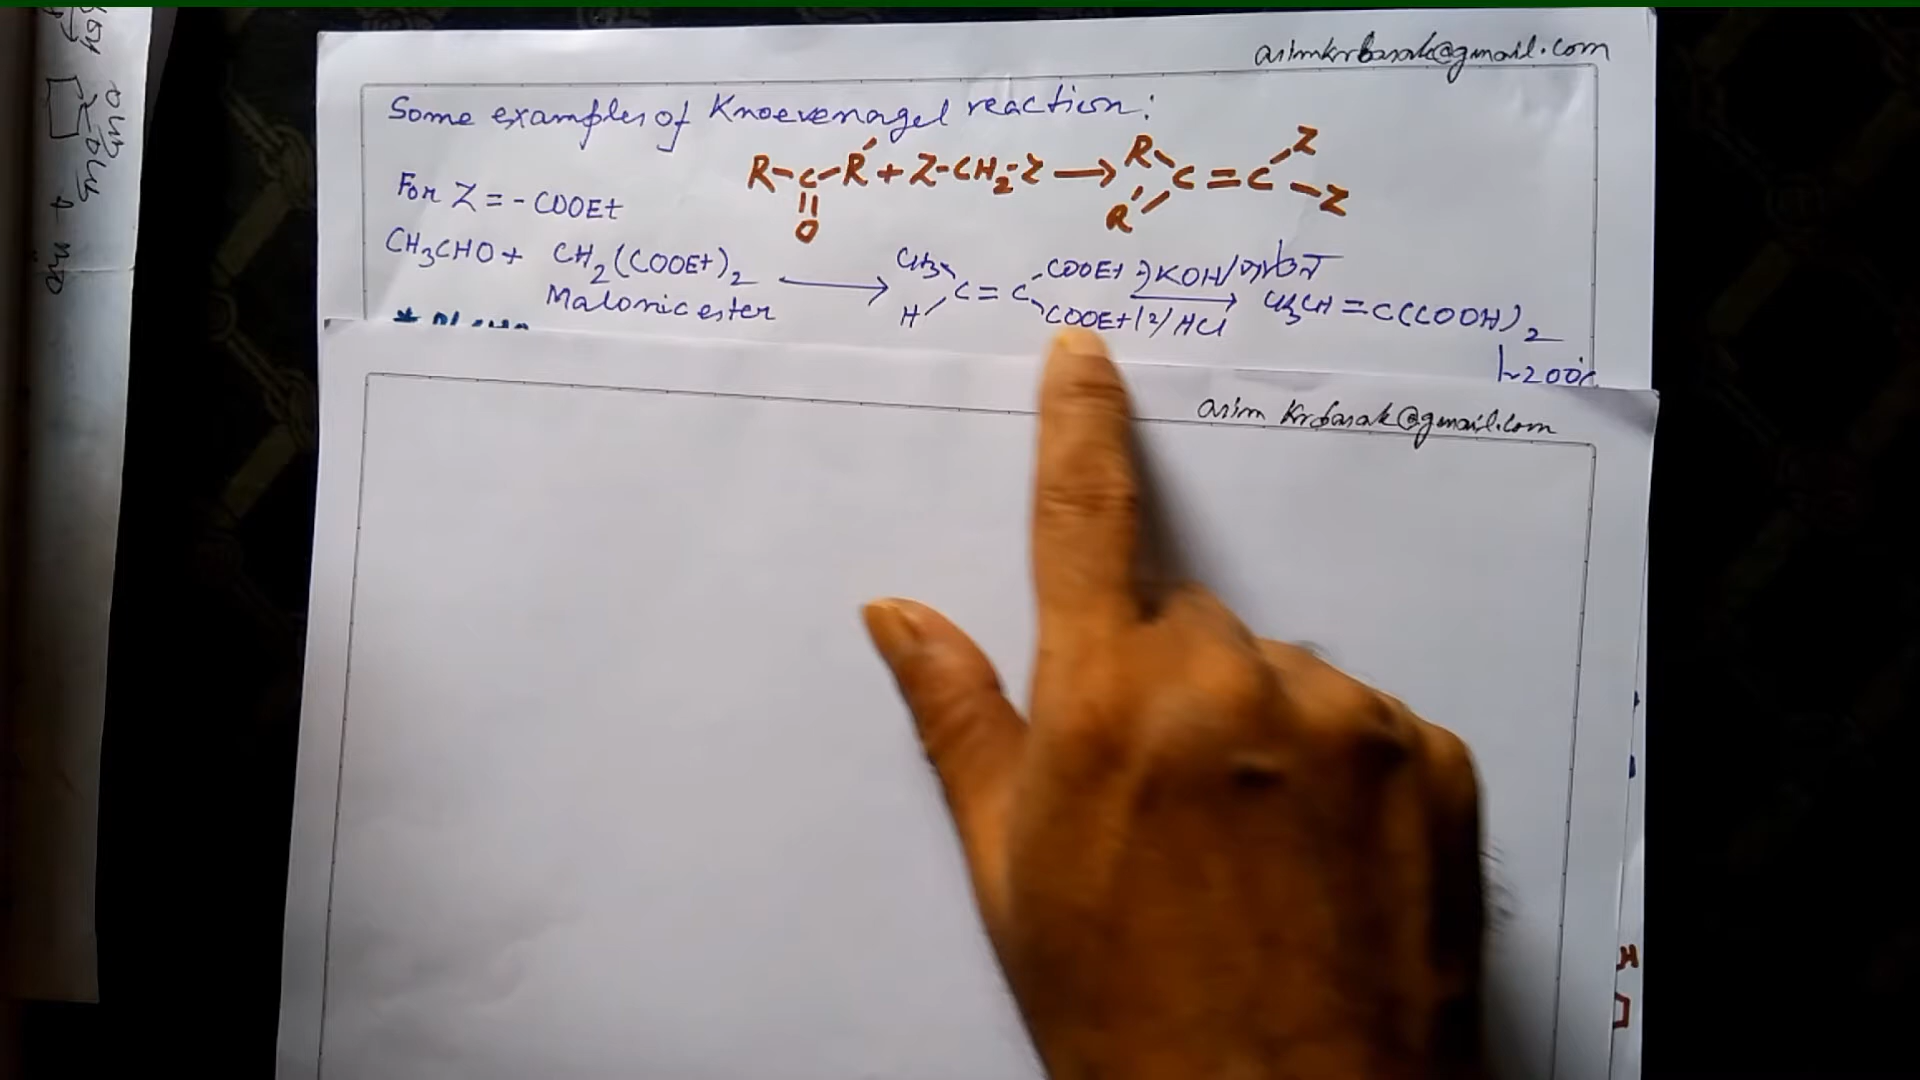 asimkrbasak@gmail.com
Some examples of Knoevenagel reaction:
R-C-R' + Z-CH2-Z → R C = C Z
O R' Z
For Z = -COOEt
CH3CHO + CH2(COOEt)2 → CH3 C = C COOEt 1) KOH/ → CH3CH = C(COOH)2
Malonic ester H COOEt (2) HCl
~200°C
asim Krbasak@gmail.com